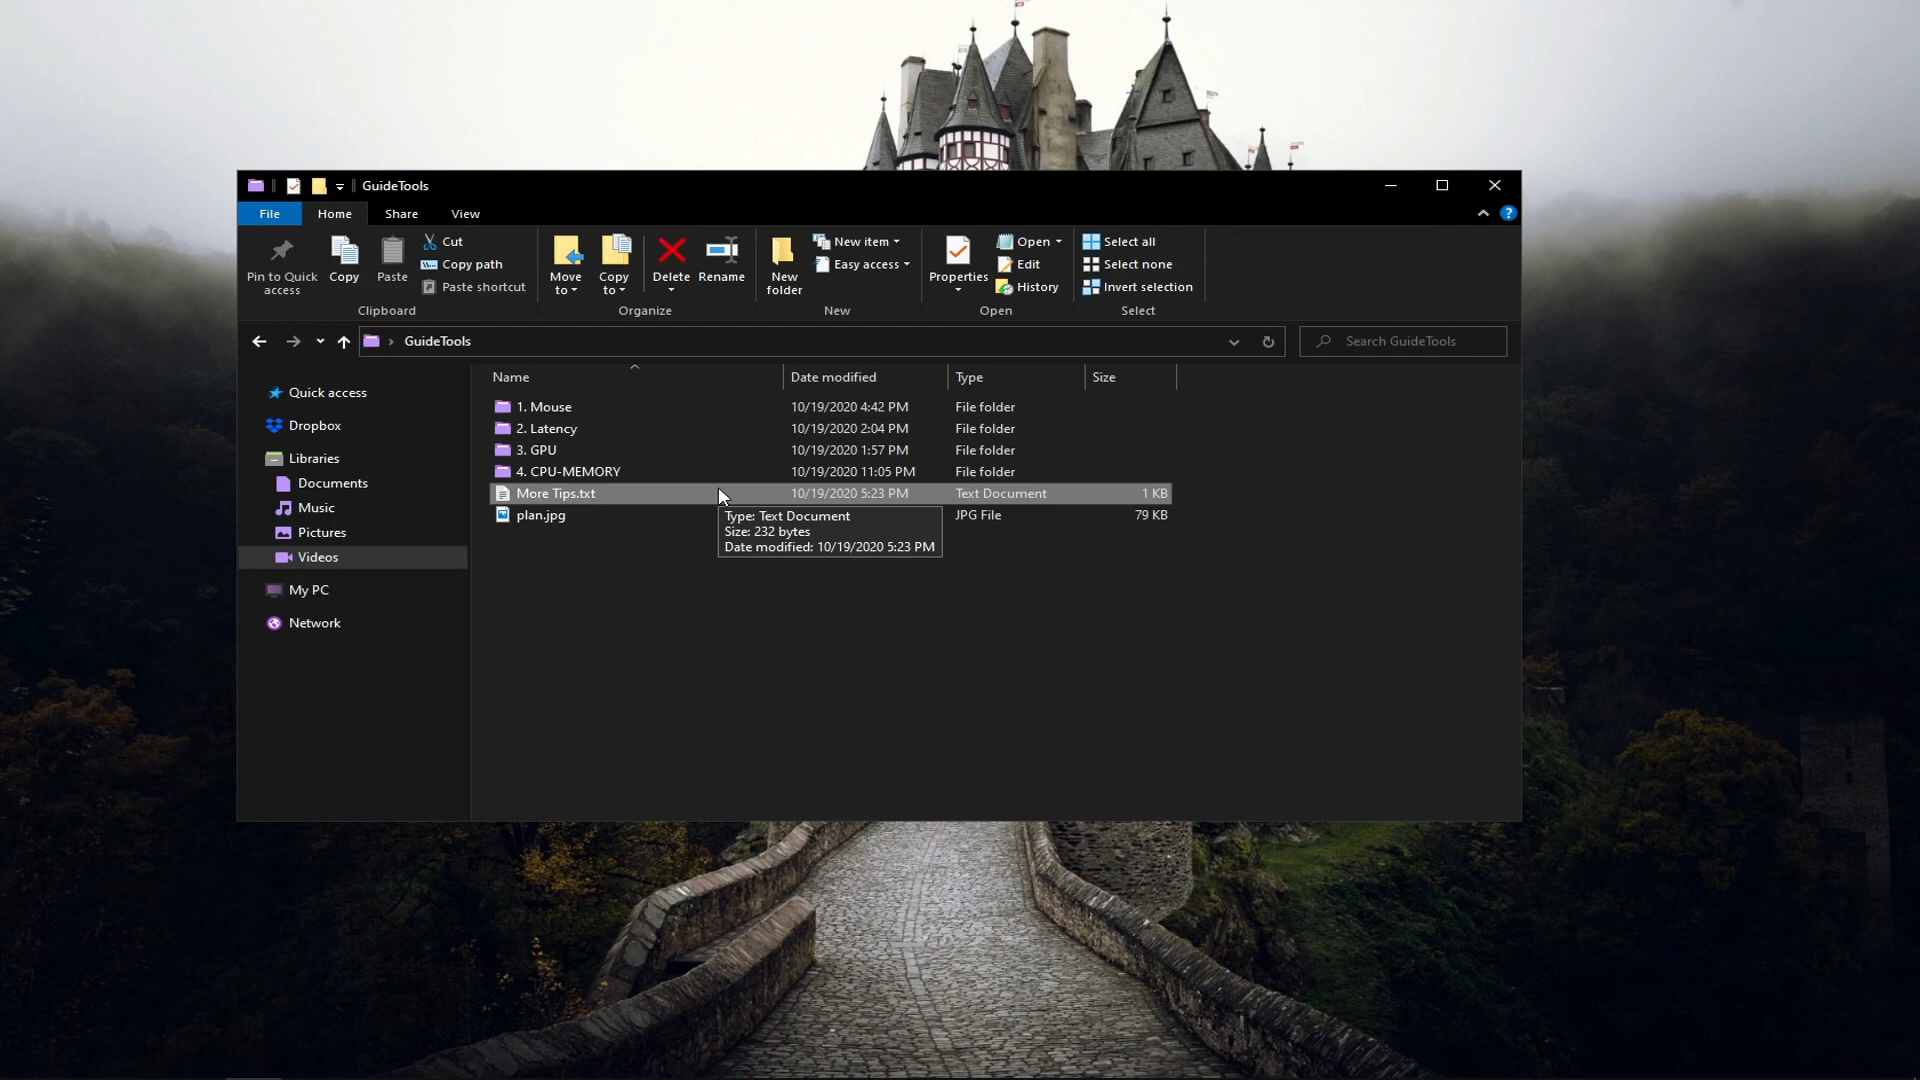 GuideTools
File Home Share View
Pin to Quick access
Copy
Paste
Cut
Copy path
Paste shortcut
Clipboard
Move to
Copy to
Delete
Rename
Organize
New folder
New item
Easy access
New
Properties
Open
Edit
History
Open
Select all
Select none
Invert selection
Select
GuideTools
Search GuideTools
Quick access
Dropbox
Libraries
Documents
Music
Pictures
Videos
My PC
Network
Name Date modified Type Size
1. Mouse 10/19/2020 4:42 PM File folder
2. Latency 10/19/2020 2:04 PM File folder
3. GPU 10/19/2020 1:57 PM File folder
4. CPU-MEMORY 10/19/2020 11:05 PM File folder
More Tips.txt 10/19/2020 5:23 PM Text Document 1 KB
plan.jpg JPG File 79 KB
Type: Text Document
Size: 232 bytes
Date modified: 10/19/2020 5:23 PM